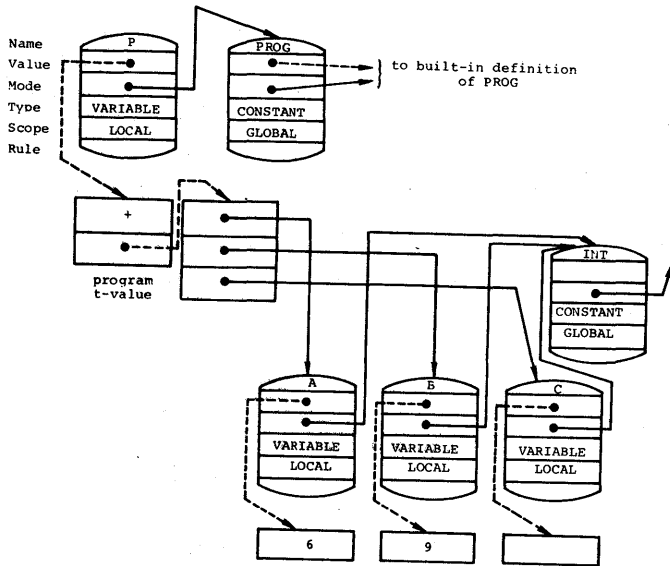 Name
Value
Mode
Type
Scope
Rule
P
VARIABLE
LOCAL
PROG
CONSTANT
GLOBAL
to built-in definition
of PROG
+
program
t-value
INT
CONSTANT
GLOBAL
A
VARIABLE
LOCAL
B
VARIABLE
LOCAL
C
VARIABLE
LOCAL
6
9